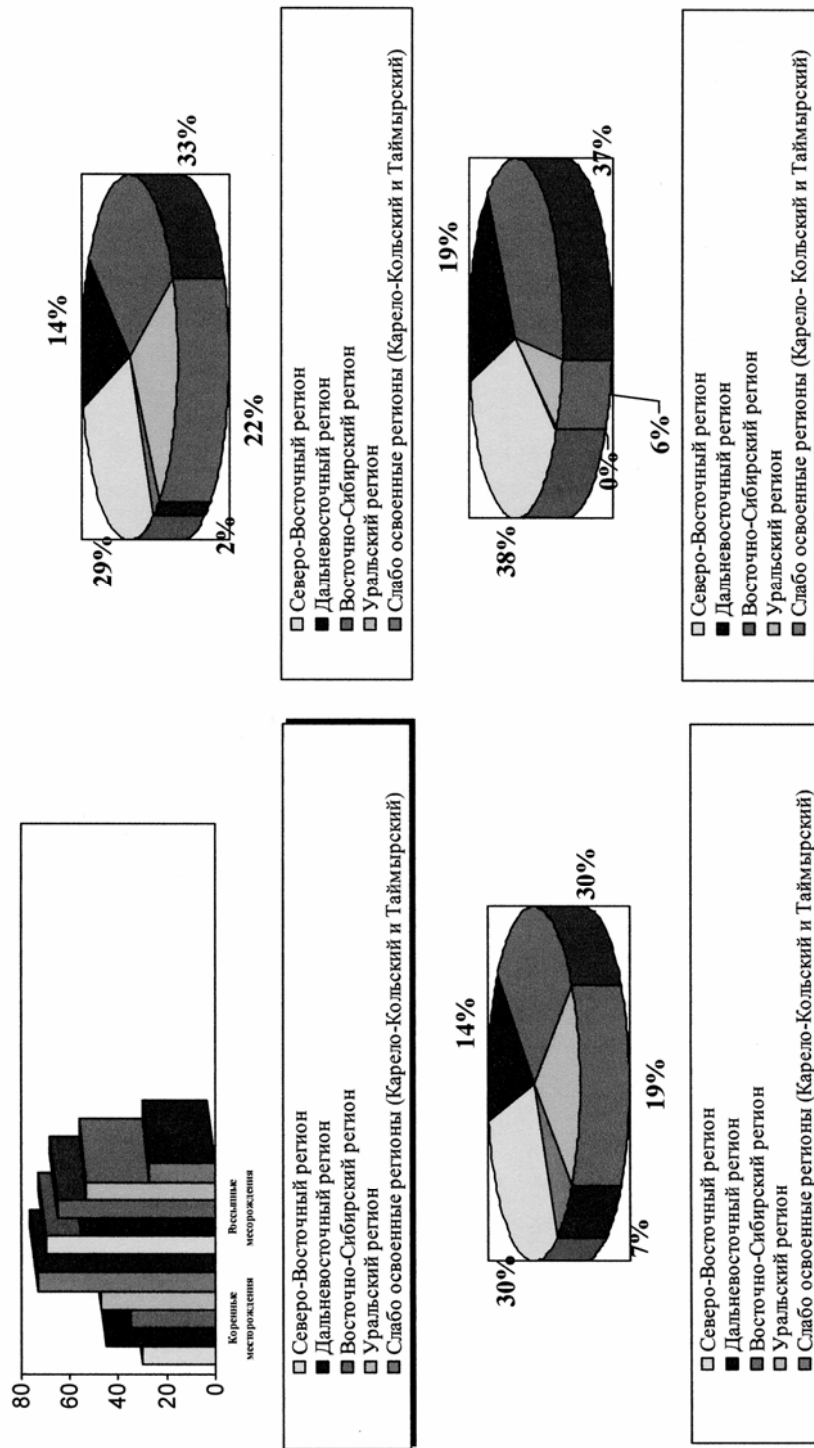 80
60
40
20
0
Коренные
месторождения
Россыпные
месорождения
Северо-Восточный регион
Дальневосточный регион
Восточно-Сибирский регион
Уральский регион
Слабо освоенные регионы (Карело-Кольский и Таймырский)
14%
29%
33%
22%
2%
Северо-Восточный регион
Дальневосточный регион
Восточно-Сибирский регион
Уральский регион
Слабо освоенные регионы (Карело-Кольский и Таймырский)
14%
30%
30%
19%
7%
Северо-Восточный регион
Дальневосточный регион
Восточно-Сибирский регион
Уральский регион
Слабо освоенные регионы (Карело-Кольский и Таймырский)
19%
38%
37%
0%
6%
Северо-Восточный регион
Дальневосточный регион
Восточно-Сибирский регион
Уральский регион
Слабо освоенные регионы (Карело- Кольский и Таймырский)